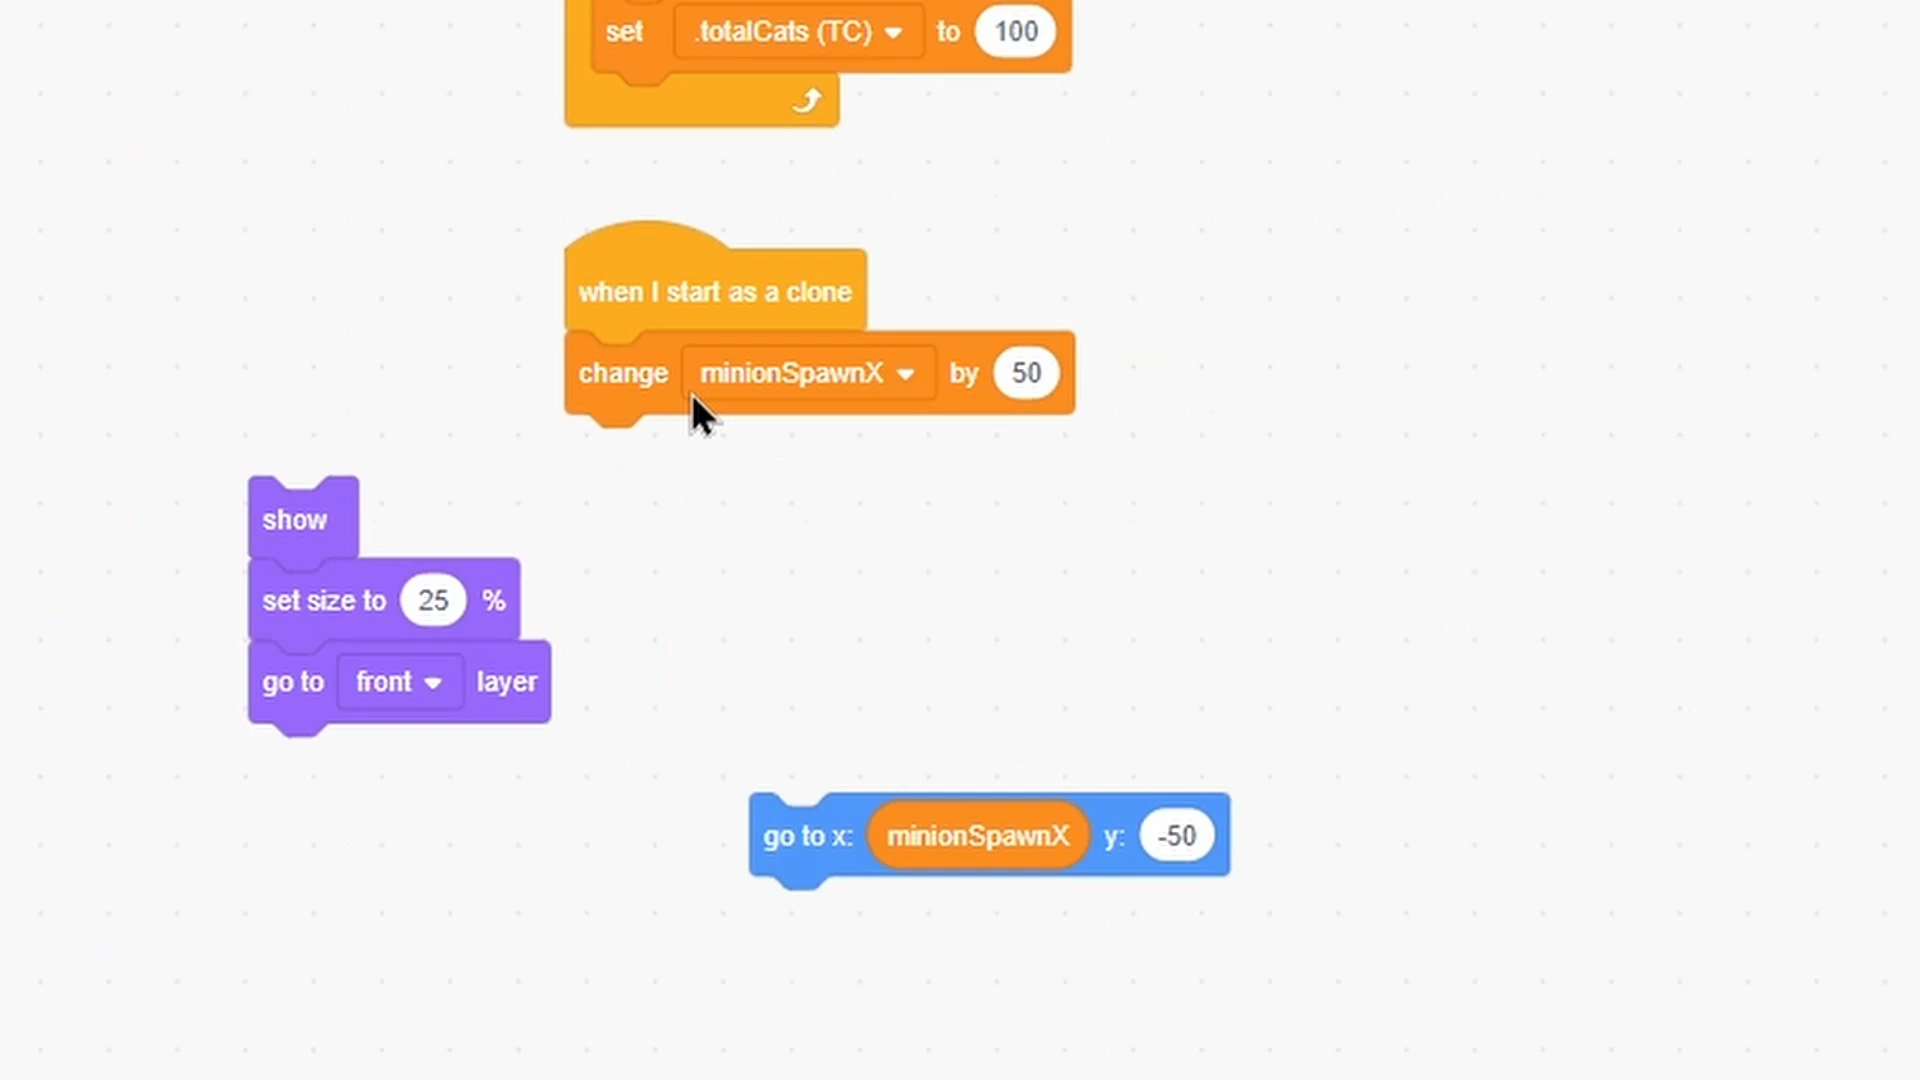 set .totalCats (TC) to 100
when I start as a clone
change minionSpawnX by 50
show
set size to 25 %
go to front layer
go to x: minionSpawnX y: -50